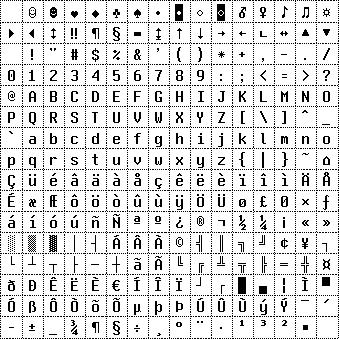 ☺ ☻ ♥ ♦ ♣ ♠ • ◘ ○ ◙ ♂ ♀ ♪ ♫ ☼
► ◄ ↕ ‼ ¶ § ▬ ↨ ↑ ↓ → ← ∟ ↔ ▲ ▼
! " # $ % & ' ( ) * + , - . /
0 1 2 3 4 5 6 7 8 9 : ; < = > ?
@ A B C D E F G H I J K L M N O
P Q R S T U V W X Y Z [ \ ] ^ _
` a b c d e f g h i j k l m n o
p q r s t u v w x y z { | } ~ ⌂
Ç ü é â ä à å ç ê ë è ï î ì Ä Å
É æ Æ ô ö ò û ù ÿ Ö Ü ø £ Ø × ƒ
á í ó ú ñ Ñ ª º ¿ ® ¬ ½ ¼ ¡ « »
░ ▒ ▓ │ ┤ Á Â À © ╣ ║ ╗ ╝ ¢ ¥ ┐
└ ┴ ┬ ├ ─ ┼ ã Ã ╚ ╔ ╩ ╦ ╠ ═ ╬ ¤
ð Ð Ê Ë È € Í Î Ï ┘ ┌ █ ▄ ¦ Ì ▀
Ó ß Ô Ò õ Õ µ þ Þ Ú Û Ù ý Ý ¯ ´
- ± ‗ ¾ ¶ § ÷ ¸ ° ¨ · ¹ ³ ² ■